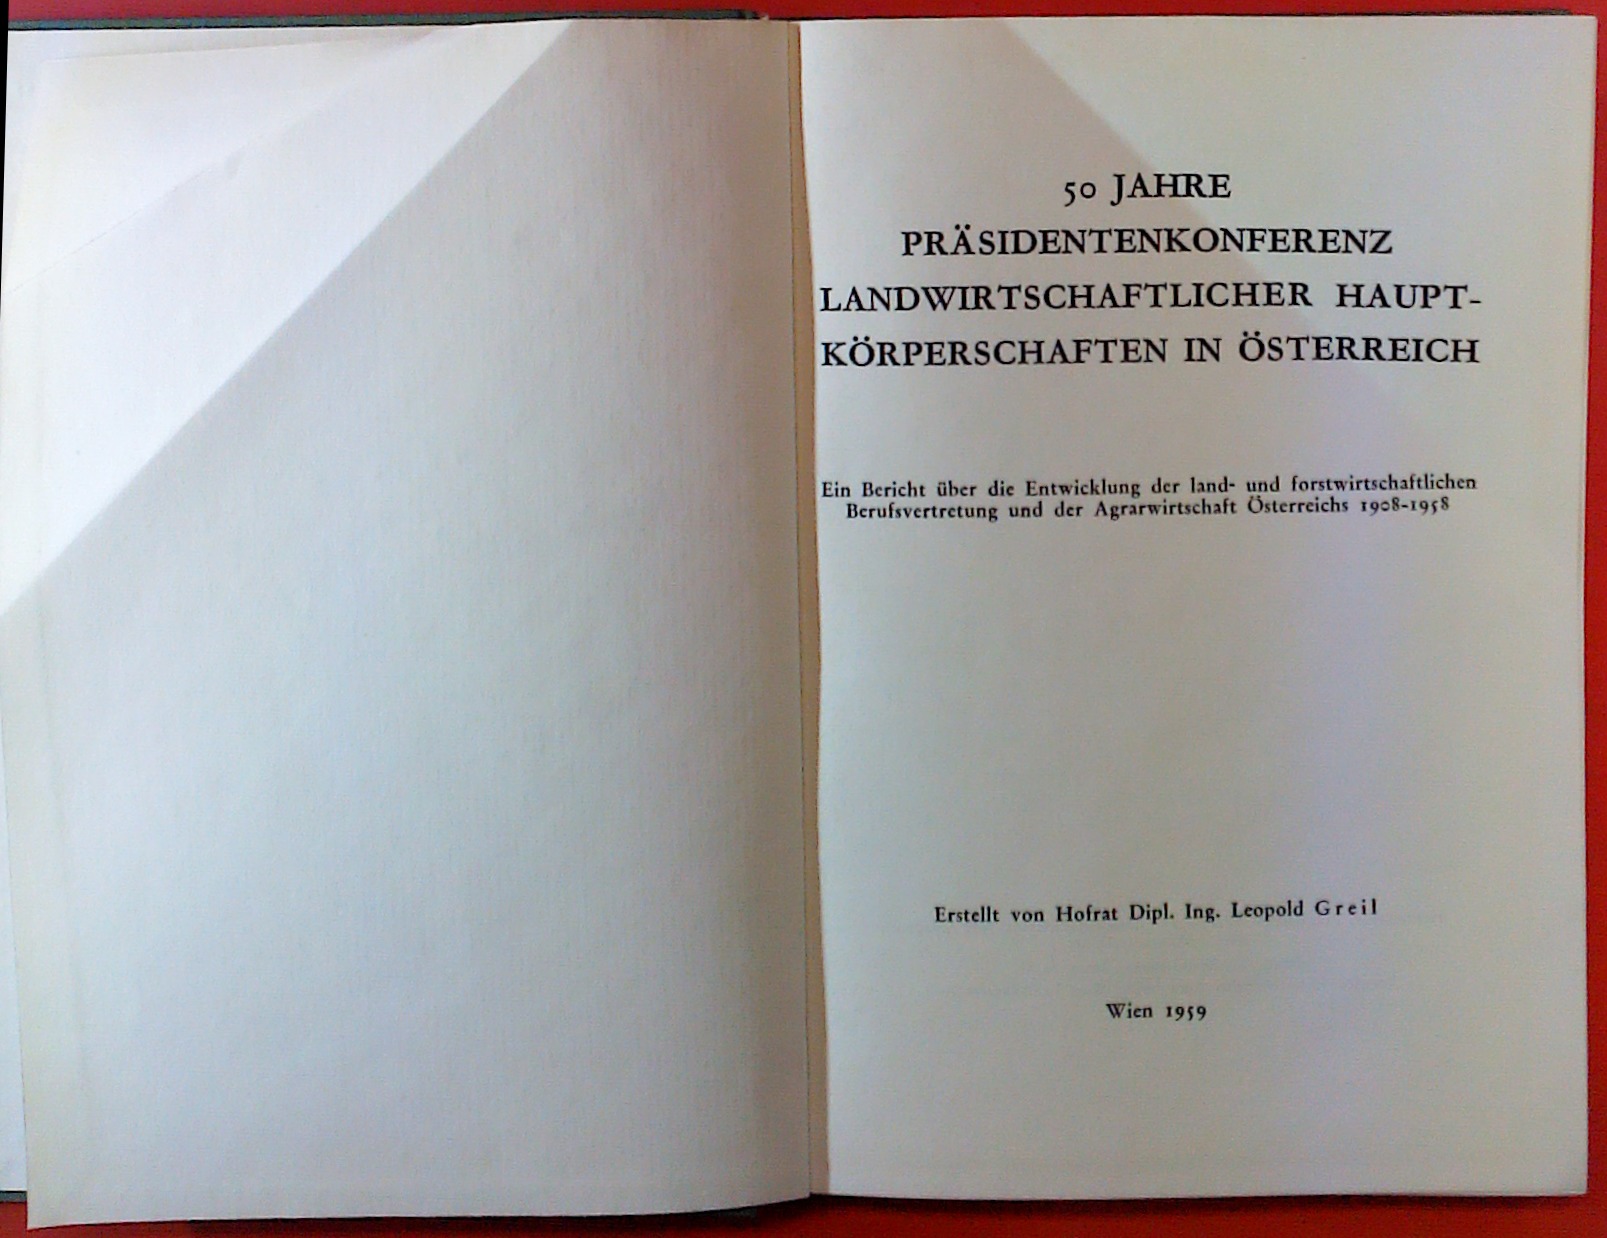 50 JAHRE
PRÄSIDENTENKONFERENZ
LANDWIRTSCHAFTLICHER HAUPT-
KÖRPERSCHAFTEN IN ÖSTERREICH
Ein Bericht über die Entwicklung der land- und forstwirtschaftlichen
Berufsvertretung und der Agrarwirtschaft Österreichs 1908-1958
Erstellt von Hofrat Dipl. Ing. Leopold Greil
Wien 1959